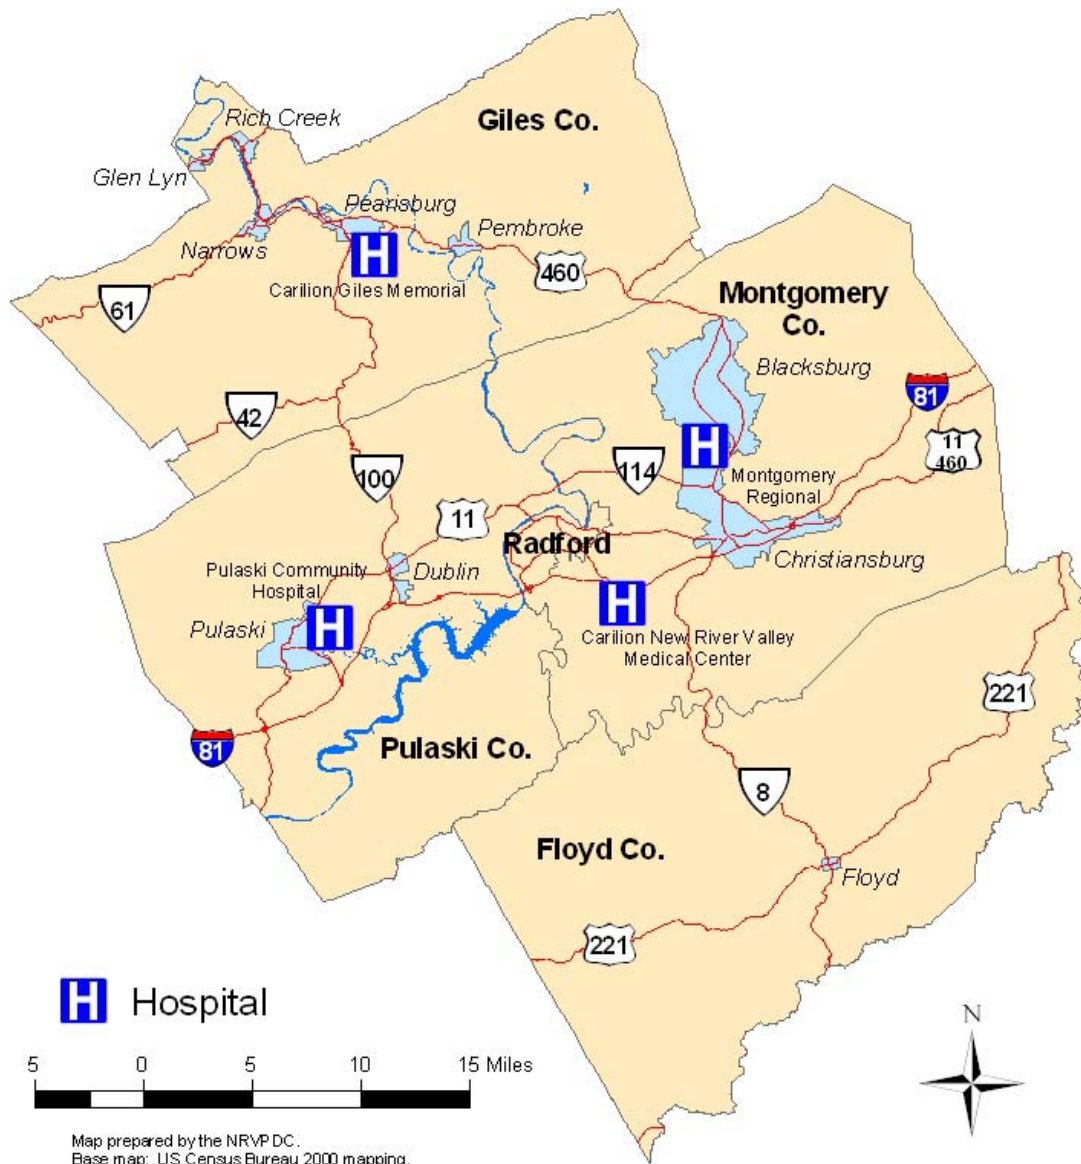 Rich Creek
Giles Co.
Glen Lyn
Pearisburg
Pembroke
Narrows
H
460
Carilion Giles Memorial
61
Montgomery
Co.
Blacksburg
81
42
H
11
460
100
114
Montgomery
Regional
11
Radford
Christiansburg
Pulaski Community
Hospital
Dublin
H
Pulaski
H
Carilion New River Valley
Medical Center
221
81
Pulaski Co.
8
Floyd Co.
Floyd
221
H Hospital
N
5 0 5 10 15 Miles
Map prepared by the NRVPDC.
Base map: US Census Bureau 2000 mapping.